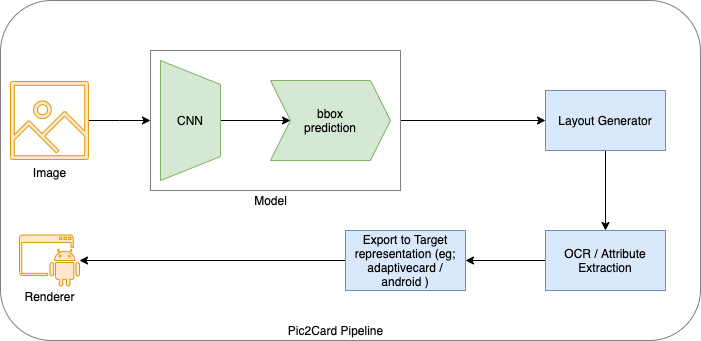 CNN
bbox
prediction
Layout Generator
Image
Model
Export to Target
representation (eg;
adaptivecard /
android )
OCR / Attribute
Extraction
Renderer
Pic2Card Pipeline